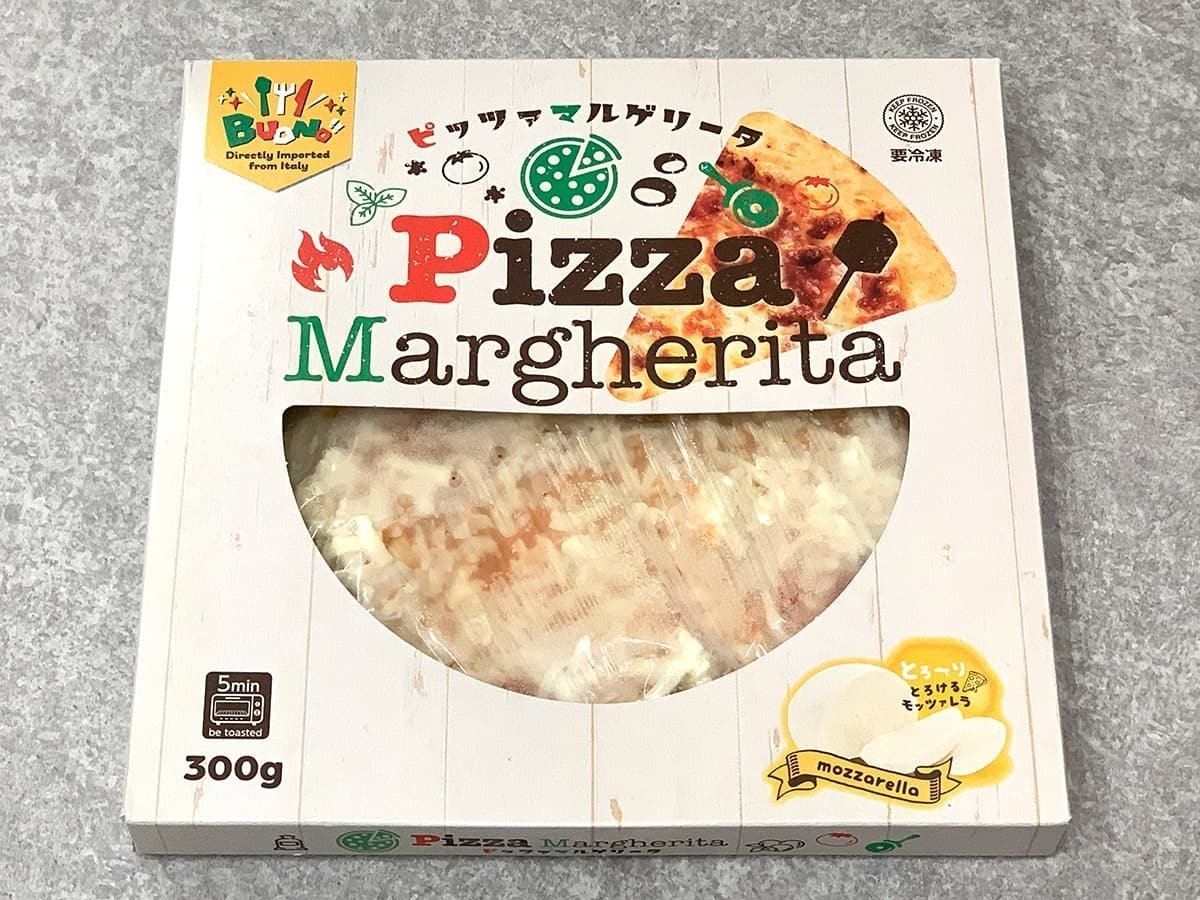 BUONO!!
Directly Imported
from Italy
ピッツァマルゲリータ
KEEP FROZEN
KEEP FROZEN
要冷凍
Pizza
Margherita
5min
be toasted
300g
とろ〜り
とろける
モッツァレラ
mozzarella
Pizza Margherita
ピッツァマルゲリータ